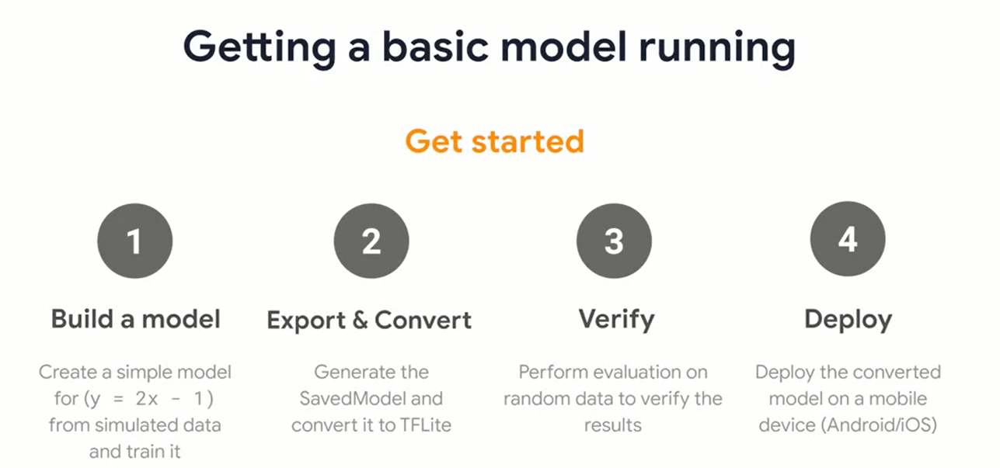 Getting a basic model running
Get started
1
Build a model
Create a simple model
for (y = 2x - 1)
from simulated data
and train it
2
Export & Convert
Generate the
SavedModel and
convert it to TFLite
3
Verify
Perform evaluation on
random data to verify the
results
4
Deploy
Deploy the converted
model on a mobile
device (Android/iOS)